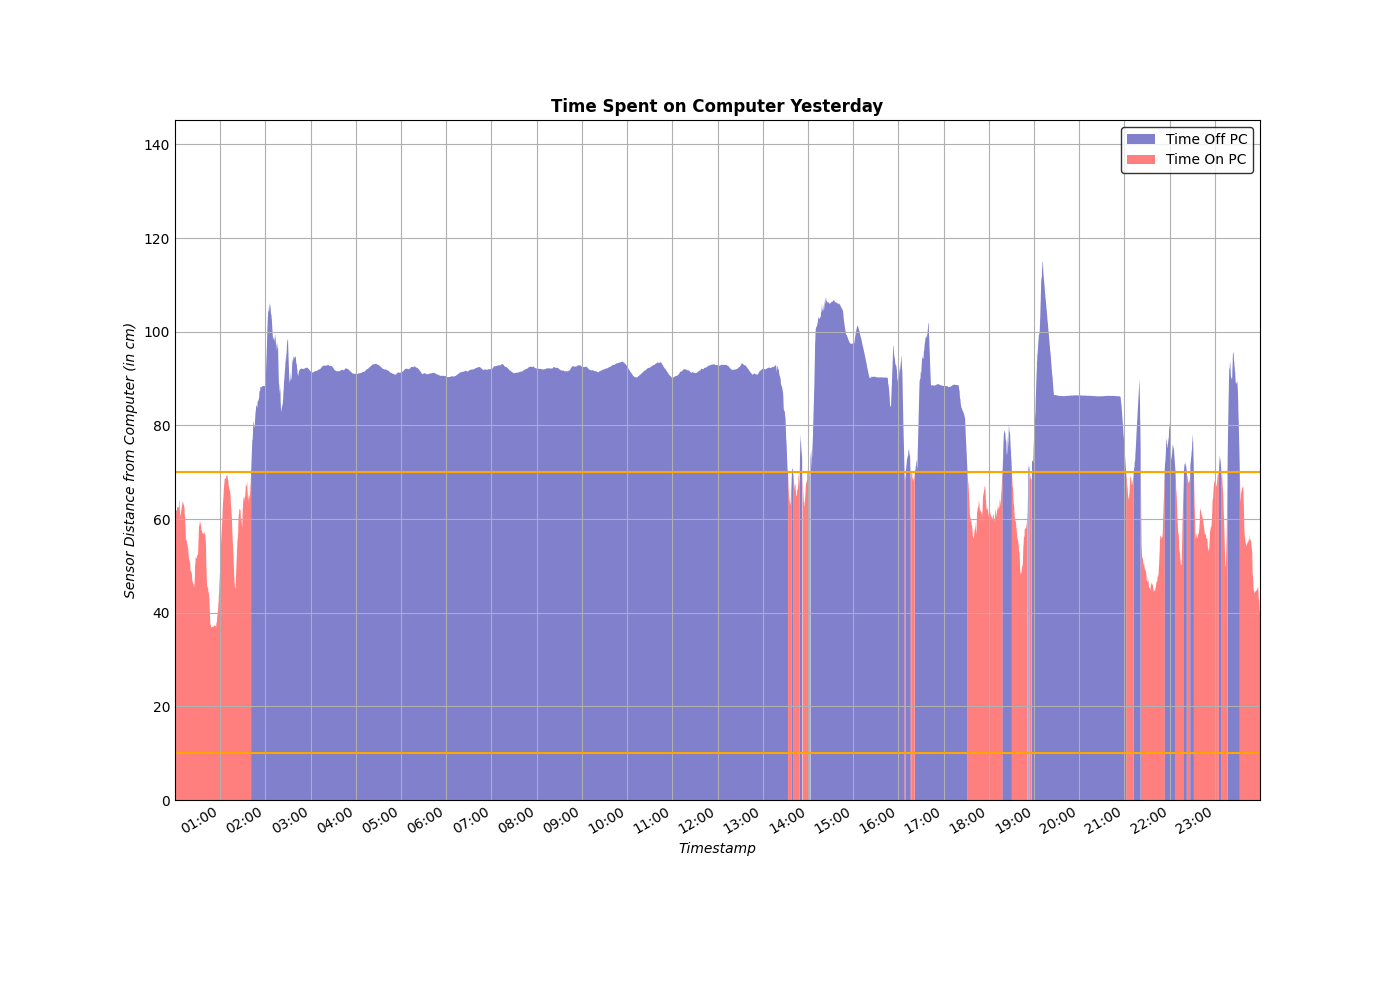 Time Spent on Computer Yesterday
Time Off PC
Time On PC
Sensor Distance from Computer (in cm)
140
120
100
80
60
40
20
0
01:00 02:00 03:00 04:00 05:00 06:00 07:00 08:00 09:00 10:00 11:00 12:00 13:00 14:00 15:00 16:00 17:00 18:00 19:00 20:00 21:00 22:00 23:00
Timestamp